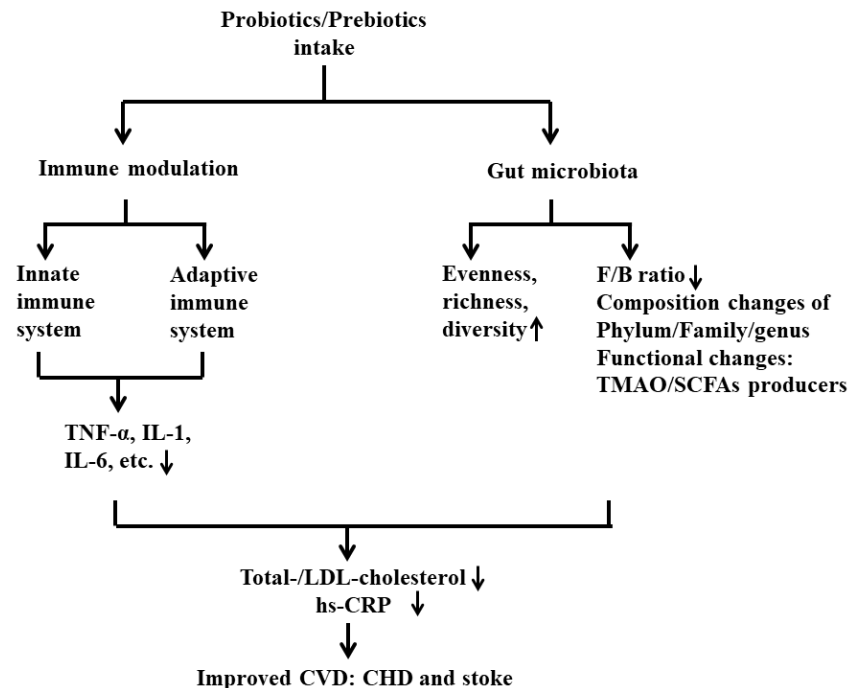 Probiotics/Prebiotics
intake
Immune modulation
Gut microbiota
Innate
immune
system
Adaptive
immune
system
Evenness,
richness,
diversity↑
F/B ratio↓
Composition changes of
Phylum/Family/genus
Functional changes:
TMAO/SCFAs producers
TNF-α, IL-1,
IL-6, etc.↓
Total-/LDL-cholesterol↓
hs-CRP ↓
Improved CVD: CHD and stoke